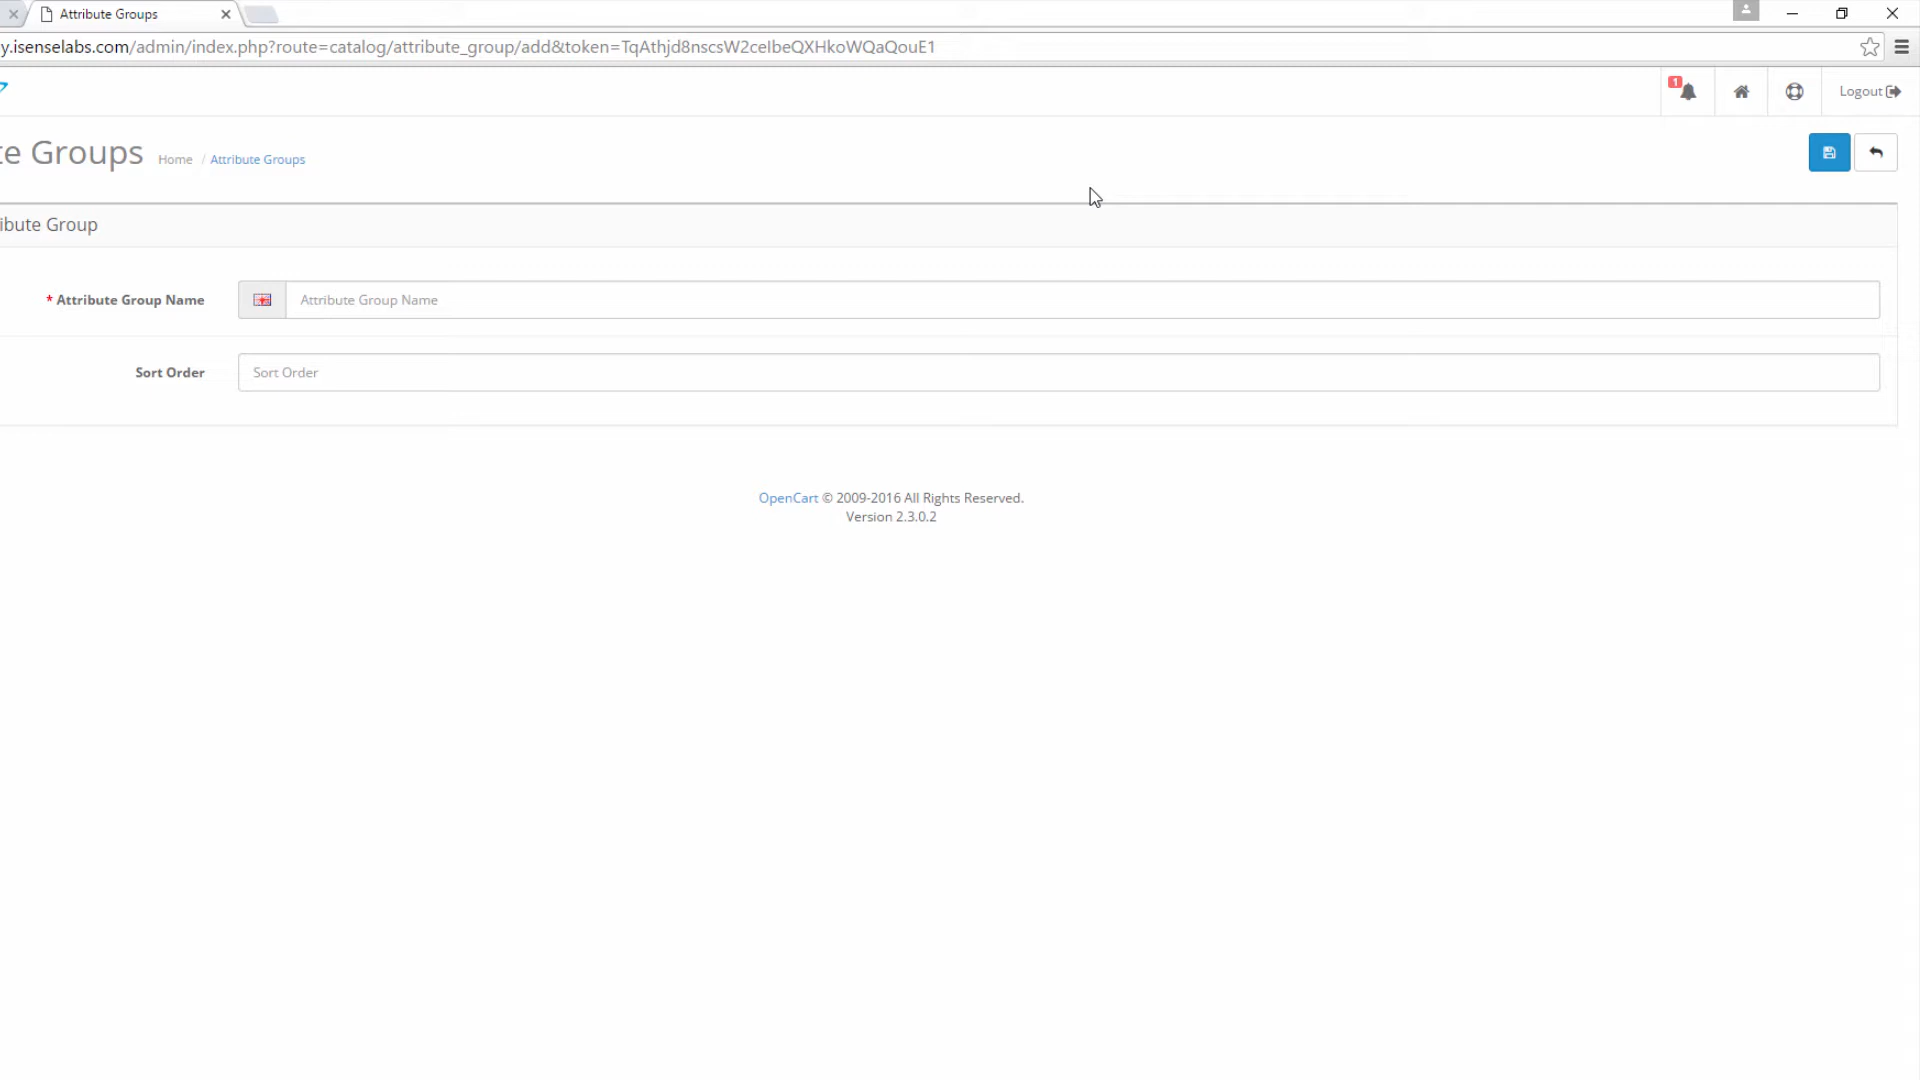 Attribute Groups
y.isenselabs.com/admin/index.php?route=catalog/attribute_group/add&token=TqAthjd8nscsW2ceIbeQXHkoWQaQouE1
1
Logout
te Groups Home / Attribute Groups
ibute Group
* Attribute Group Name Attribute Group Name
Sort Order Sort Order
OpenCart © 2009-2016 All Rights Reserved.
Version 2.3.0.2